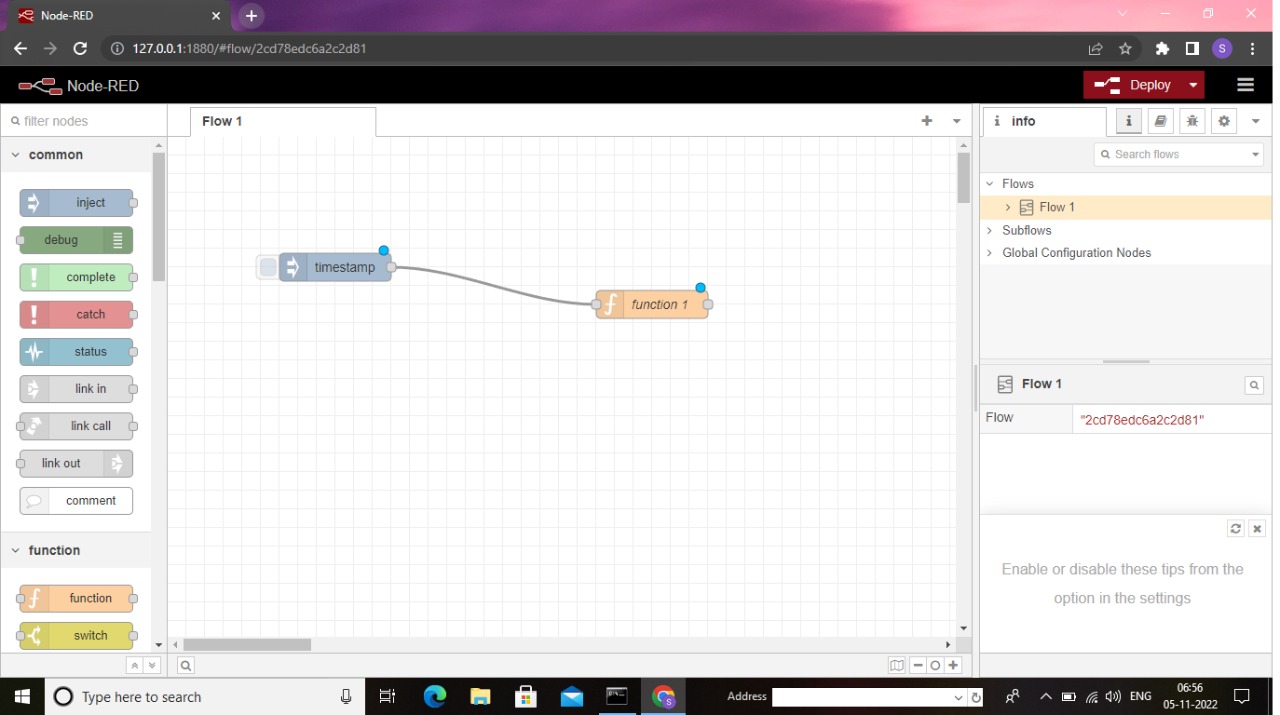 Node-RED
127.0.0.1:1880/#flow/2cd78edc6a2c2d81
S
Node-RED
Deploy
filter nodes
Flow 1
i info
i
Search flows
common
inject
debug
complete
catch
status
link in
link call
link out
comment
function
function
switch
timestamp
function 1
Flows
Flow 1
Subflows
Global Configuration Nodes
Flow 1
Flow "2cd78edc6a2c2d81"
Enable or disable these tips from the
option in the settings
Type here to search
Address
ENG
06:56
05-11-2022